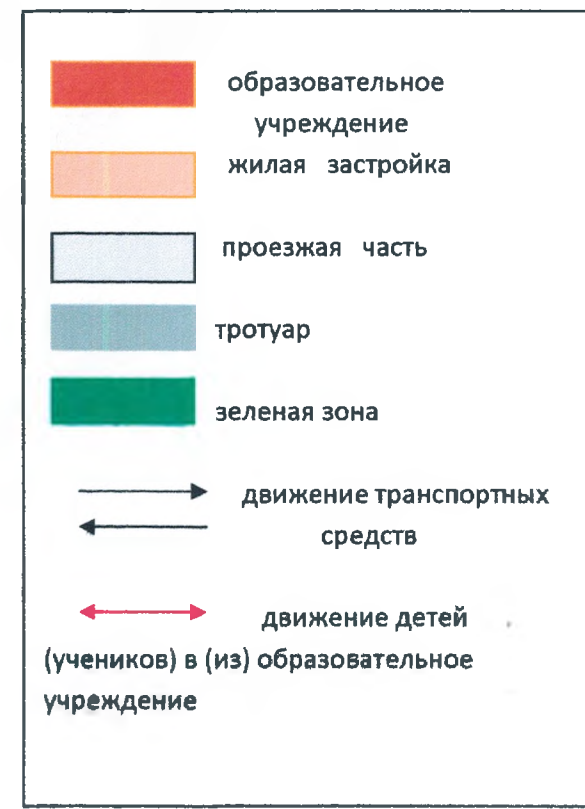 образовательное
учреждение
жилая застройка
проезжая часть
тротуар
зеленая зона
движение транспортных
средств
движение детей
(учеников) в (из) образовательное
учреждение